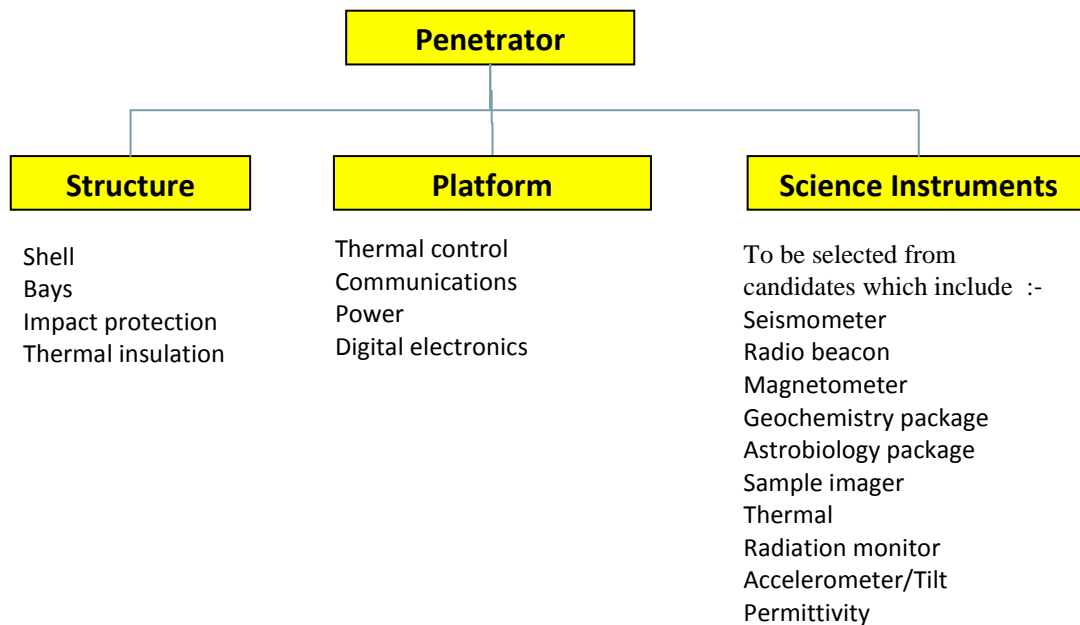 Penetrator
Structure
Shell
Bays
Impact protection
Thermal insulation
Platform
Thermal control
Communications
Power
Digital electronics
Science Instruments
To be selected from
candidates which include :-
Seismometer
Radio beacon
Magnetometer
Geochemistry package
Astrobiology package
Sample imager
Thermal
Radiation monitor
Accelerometer/Tilt
Permittivity